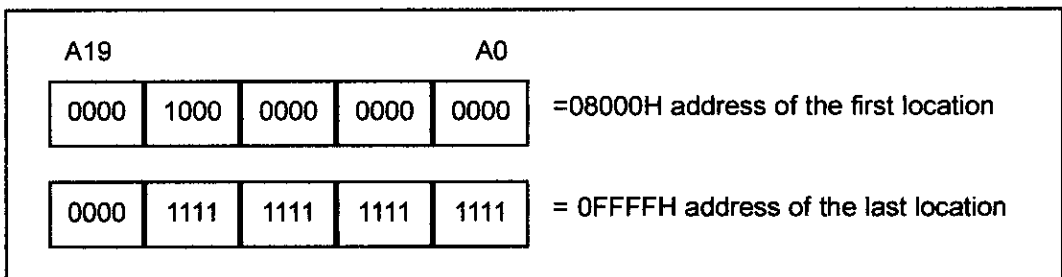 A19 A0
0000 1000 0000 0000 0000 =08000H address of the first location
0000 1111 1111 1111 1111 = 0FFFFH address of the last location